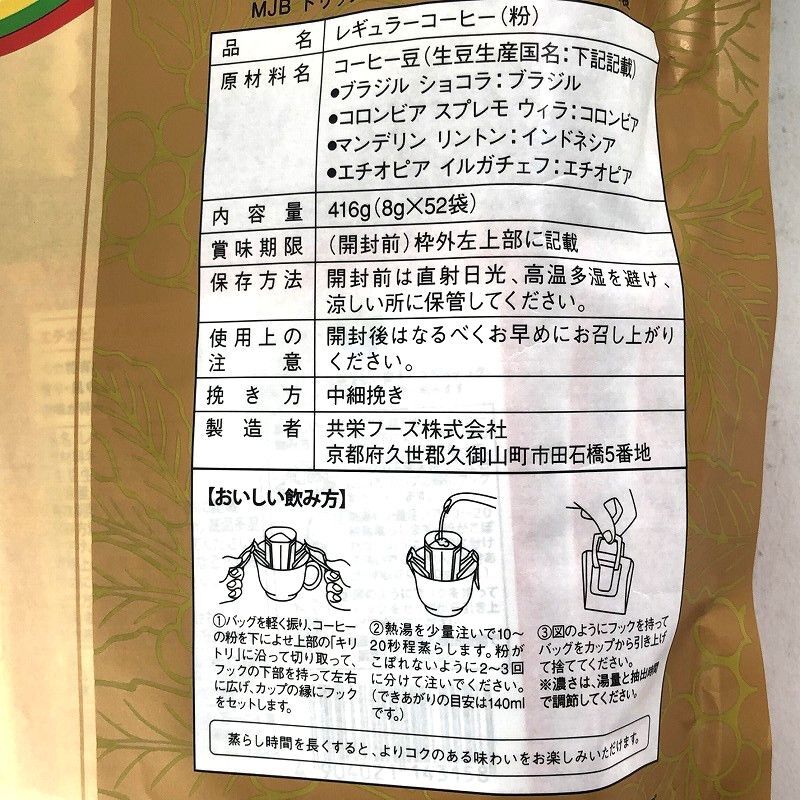 MJB ドリッ
品名 レギュラーコーヒー(粉)
原材料名 コーヒー豆(生豆生産国名:下記記載)
●ブラジル ショコラ:ブラジル
●コロンビア スプレモ ウィラ:コロンビア
●マンデリン リントン:インドネシア
●エチオピア イルガチェフ:エチオピア
内容量 416g(8g×52袋)
賞味期限 (開封前)枠外左上部に記載
保存方法 開封前は直射日光、高温多湿を避け、
涼しい所に保管してください。
使用上の注意 開封後はなるべくお早めにお召し上がり
ください。
挽き方 中細挽き
製造者 共栄フーズ株式会社
京都府久世郡久御山町市田石橋5番地
【おいしい飲み方】
①バッグを軽く振り、コーヒー
の粉を下によせ上部の「キリ
トリ」に沿って切り取って、
フックの下部を持って左右
に広げ、カップの縁にフック
をセットします。
②熱湯を少量注いで10〜
20秒程蒸らします。粉が
こぼれないように2〜3回
に分けて注いでください。
(できあがりの目安は140ml
です。)
③図のようにフックを持って
バッグをカップから引き上げ
て捨ててください。
※濃さは、湯量と抽出時間
で調節してください。
蒸らし時間を長くすると、よりコクのある味わいをお楽しみいただけます。